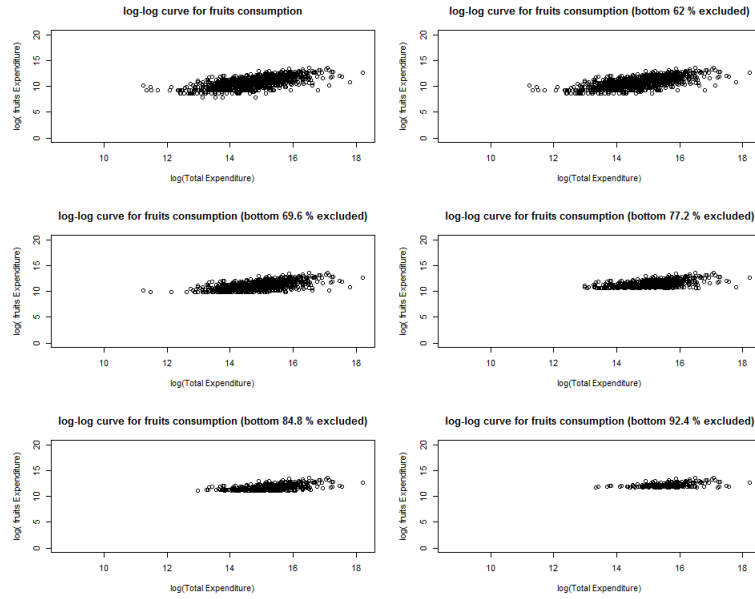 log-log curve for fruits consumption
log( fruits Expenditure)
20
15
10
5
0
10 12 14 16 18
log(Total Expenditure)
log-log curve for fruits consumption (bottom 62 % excluded)
log( fruits Expenditure)
20
15
10
5
0
10 12 14 16 18
log(Total Expenditure)
log-log curve for fruits consumption (bottom 69.6 % excluded)
log( fruits Expenditure)
20
15
10
5
0
10 12 14 16 18
log(Total Expenditure)
log-log curve for fruits consumption (bottom 77.2 % excluded)
log( fruits Expenditure)
20
15
10
5
0
10 12 14 16 18
log(Total Expenditure)
log-log curve for fruits consumption (bottom 84.8 % excluded)
log( fruits Expenditure)
20
15
10
5
0
10 12 14 16 18
log(Total Expenditure)
log-log curve for fruits consumption (bottom 92.4 % excluded)
log( fruits Expenditure)
20
15
10
5
0
10 12 14 16 18
log(Total Expenditure)